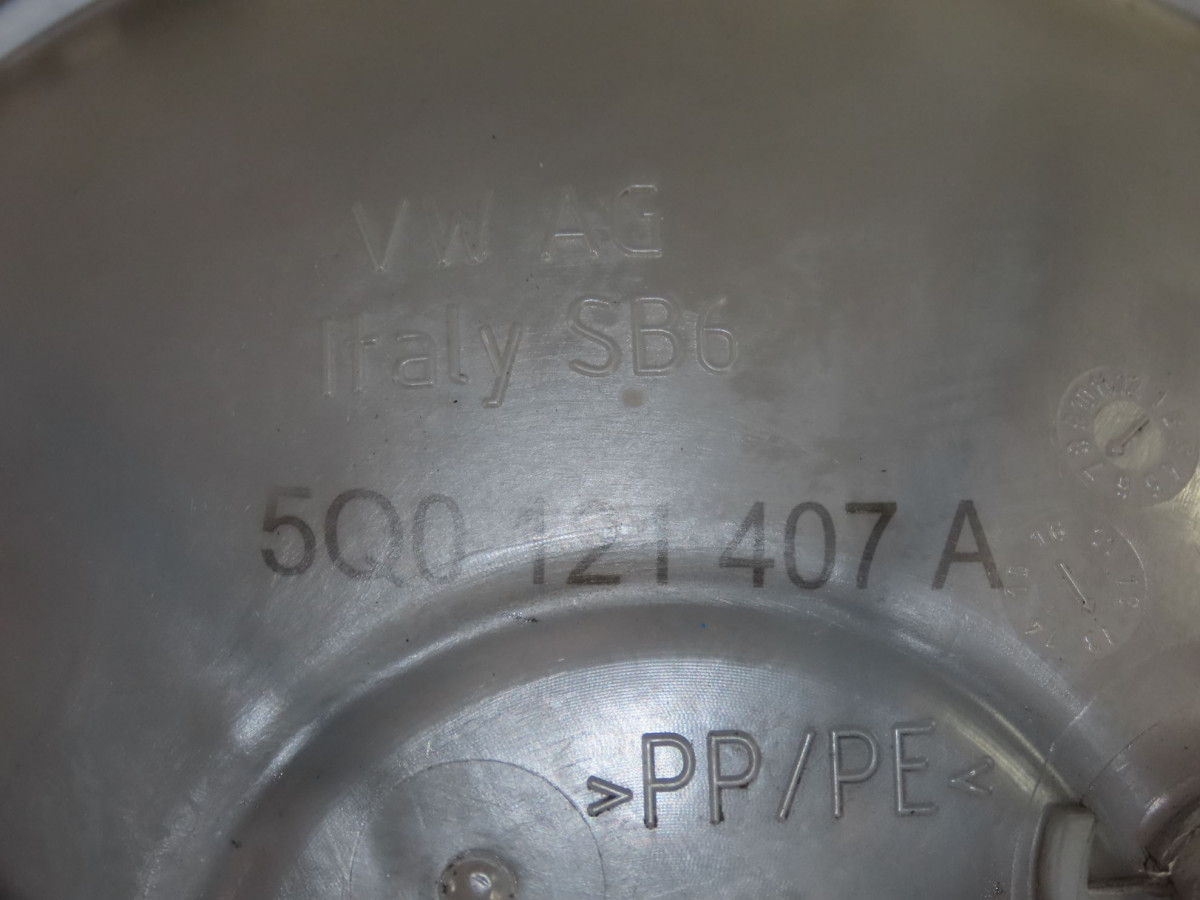 VW AG
Italy SB6
5Q0 121 407 A
>PP/PE<